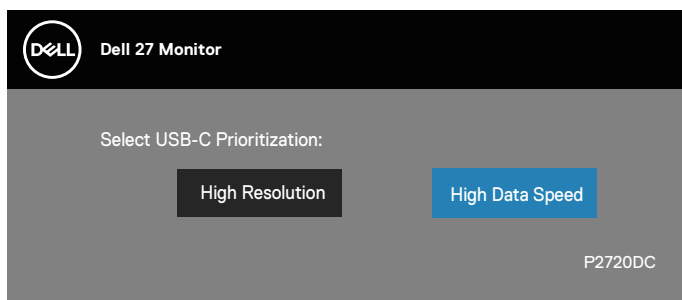 DELL
Dell 27 Monitor
Select USB-C Prioritization:
High Resolution
High Data Speed
P2720DC